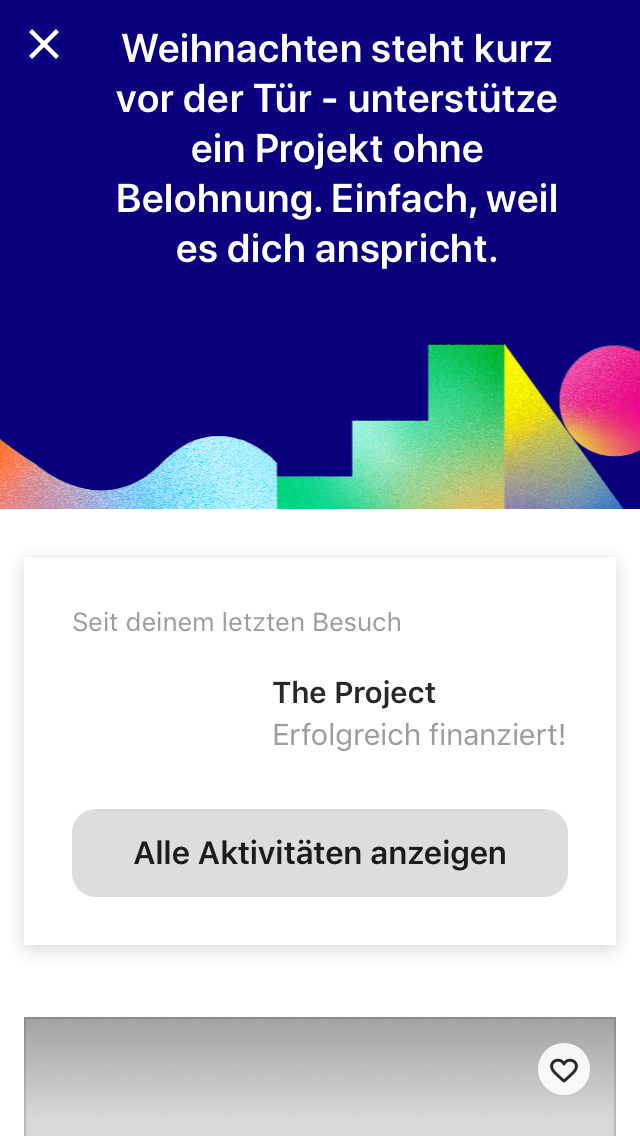 Weihnachten steht kurz
vor der Tür - unterstütze
ein Projekt ohne
Belohnung. Einfach, weil
es dich anspricht.
Seit deinem letzten Besuch
The Project
Erfolgreich finanziert!
Alle Aktivitäten anzeigen